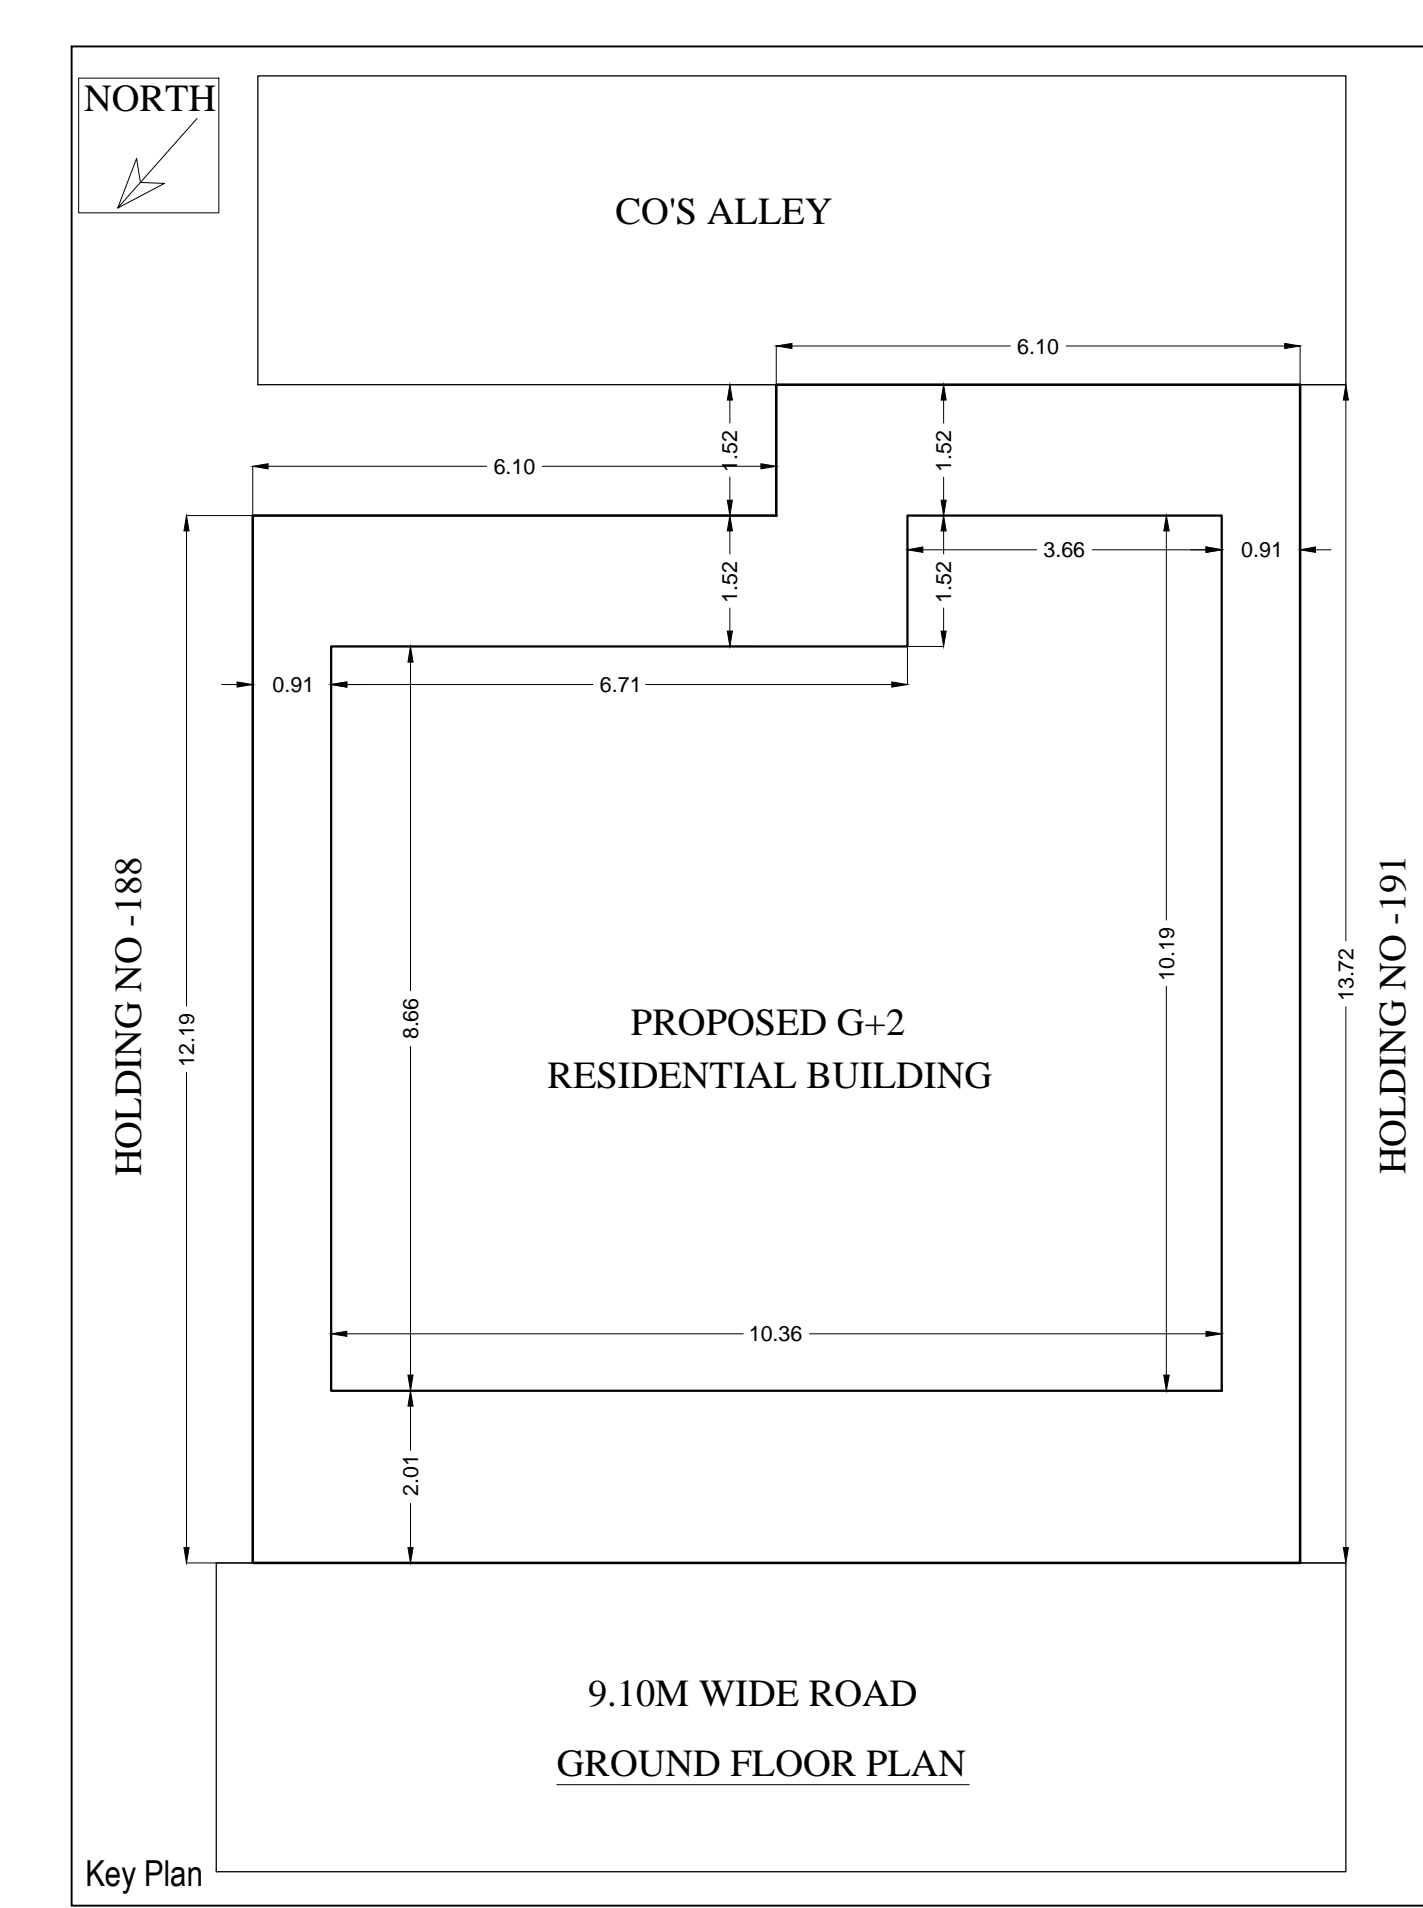 NORTH
CO'S ALLEY
6.10
1.52
1.52
6.10
3.66
0.91
1.52
1.52
0.91
6.71
HOLDING NO -188
12.19
8.66
10.19
13.72
HOLDING NO -191
PROPOSED G+2
RESIDENTIAL BUILDING
10.36
2.01
9.10M WIDE ROAD
GROUND FLOOR PLAN
Key Plan